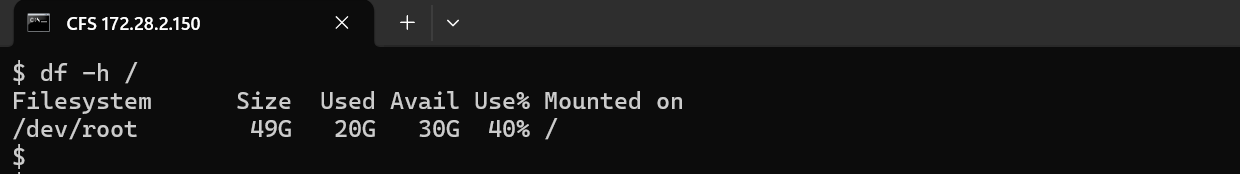 CFS 172.28.2.150
$ df -h /
Filesystem      Size  Used Avail Use% Mounted on
/dev/root        49G   20G   30G  40% /
$